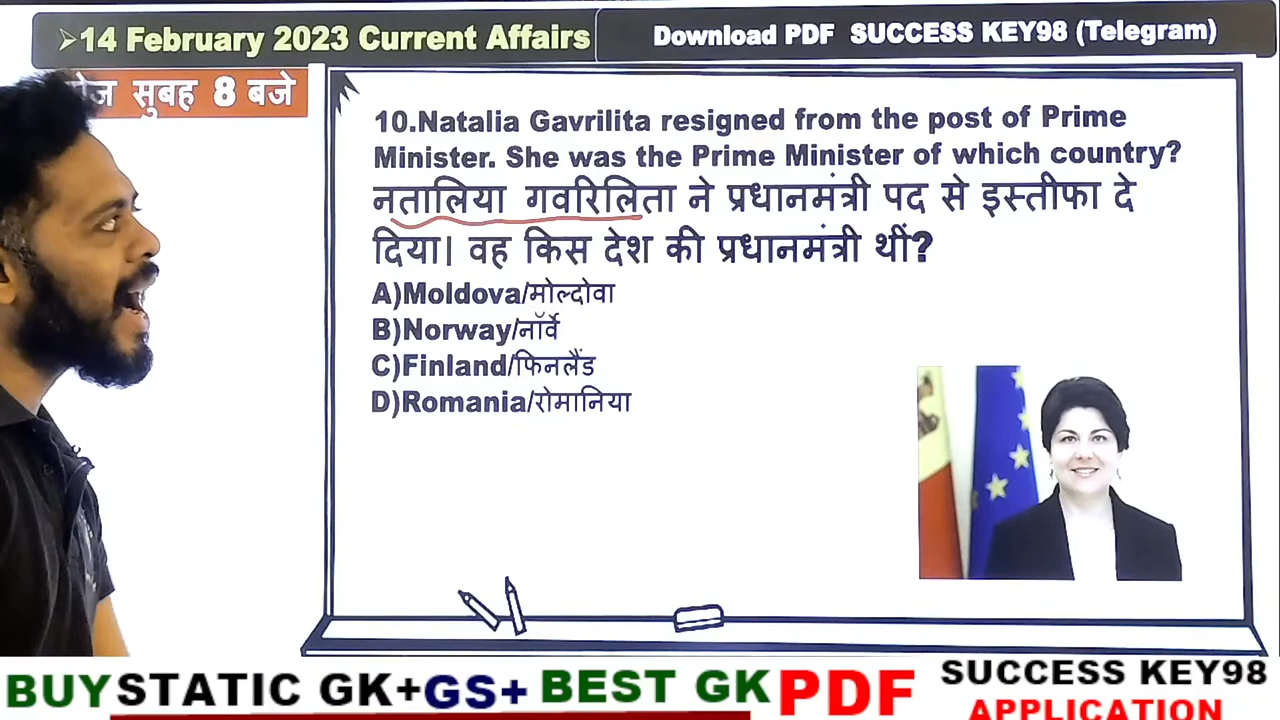 ➢14 February 2023 Current Affairs
Download PDF SUCCESS KEY98 (Telegram)
सुबह 8 बजे
10.Natalia Gavrilita resigned from the post of Prime
Minister. She was the Prime Minister of which country?
नतालिया गवरिलिता ने प्रधानमंत्री पद से इस्तीफा दे
दिया। वह किस देश की प्रधानमंत्री थीं?
A)Moldova/मोल्दोवा
B)Norway/नॉर्वे
C)Finland/फिनलैंड
D)Romania/रोमानिया
BUY STATIC GK+GS+ BEST GK PDF
SUCCESS KEY98
APPLICATION